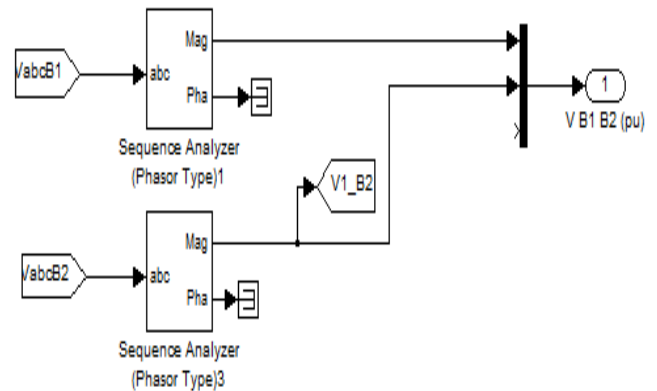 VabcB1
abc
Mag
Pha
Sequence Analyzer
(Phasor Type)1
1
V B1 B2 (pu)
V1_B2
VabcB2
abc
Mag
Pha
Sequence Analyzer
(Phasor Type)3